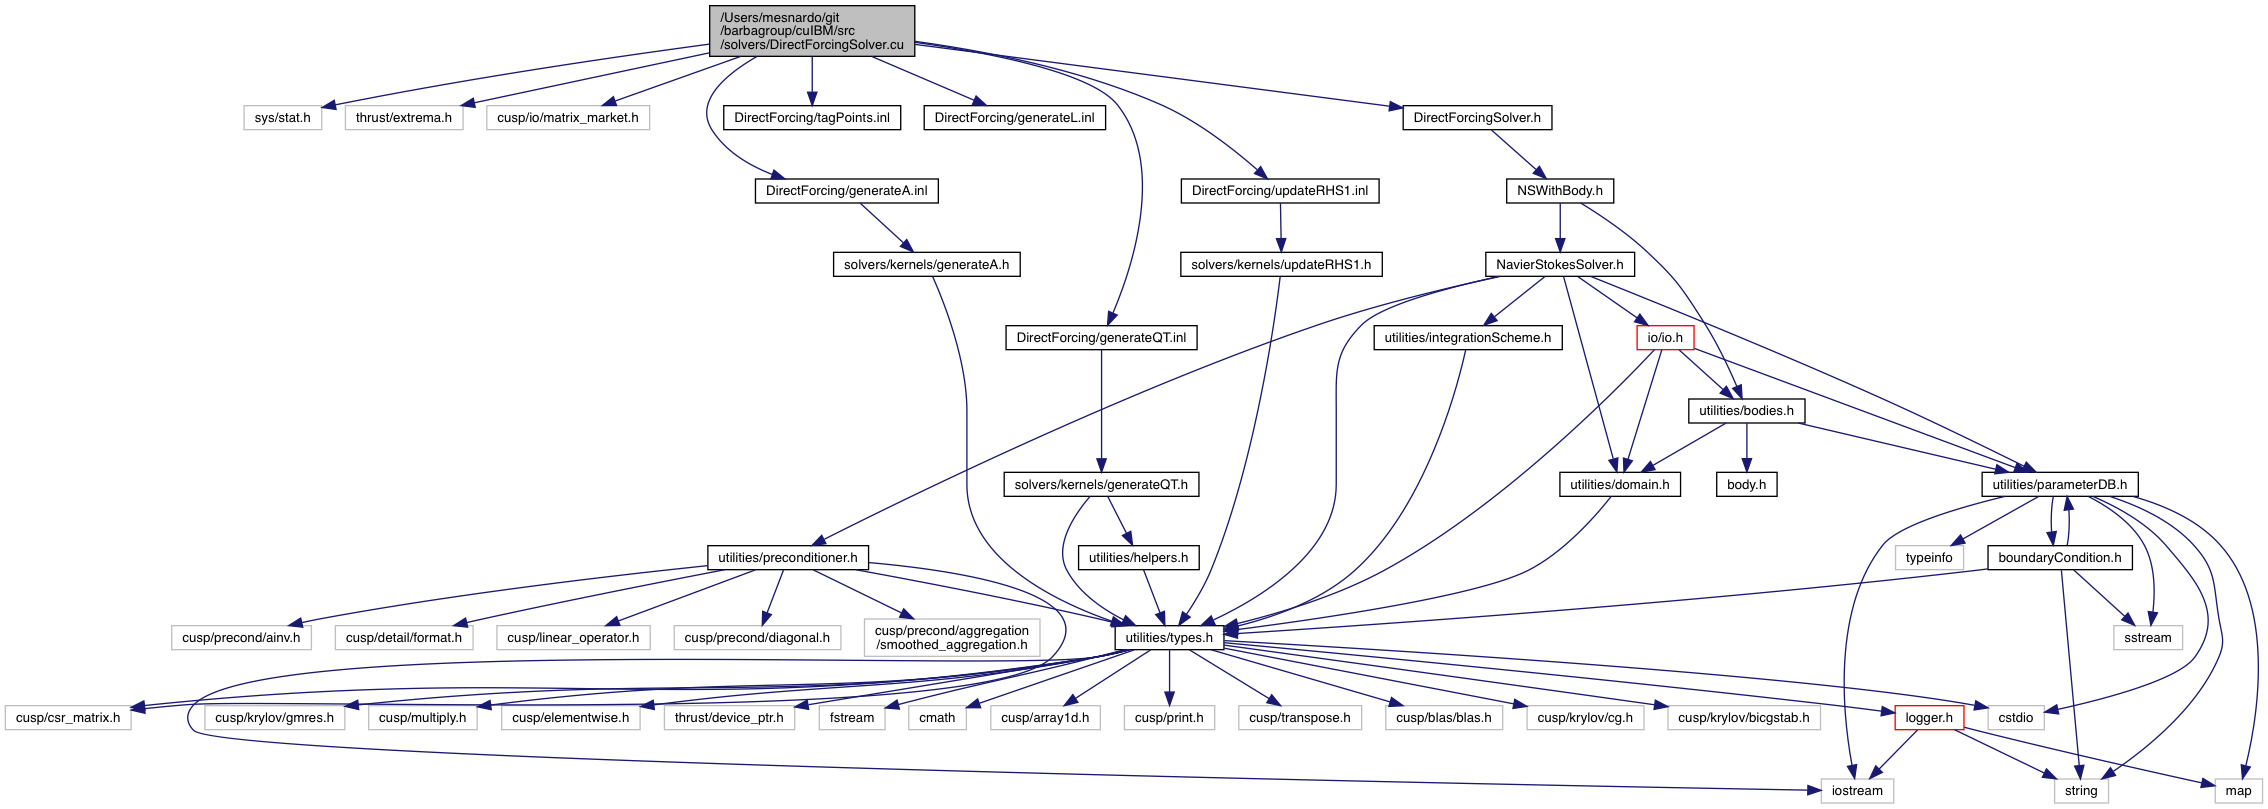 /Users/mesnardo/git
/barbagroup/cuIBM/src
/solvers/DirectForcingSolver.cu
sys/stat.h
thrust/extrema.h
cusp/io/matrix_market.h
DirectForcing/tagPoints.inl
DirectForcing/generateL.inl
DirectForcingSolver.h
DirectForcing/generateA.inl
DirectForcing/updateRHS1.inl
NSWithBody.h
solvers/kernels/generateA.h
solvers/kernels/updateRHS1.h
NavierStokesSolver.h
DirectForcing/generateQT.inl
utilities/integrationScheme.h
io/io.h
utilities/bodies.h
solvers/kernels/generateQT.h
utilities/domain.h
body.h
utilities/parameterDB.h
utilities/preconditioner.h
utilities/helpers.h
typeinfo
boundaryCondition.h
cusp/precond/ainv.h
cusp/detail/format.h
cusp/linear_operator.h
cusp/precond/diagonal.h
cusp/precond/aggregation
/smoothed_aggregation.h
utilities/types.h
sstream
cusp/csr_matrix.h
cusp/krylov/gmres.h
cusp/multiply.h
cusp/elementwise.h
thrust/device_ptr.h
fstream
cmath
cusp/array1d.h
cusp/print.h
cusp/transpose.h
cusp/blas/blas.h
cusp/krylov/cg.h
cusp/krylov/bicgstab.h
logger.h
cstdio
iostream
string
map